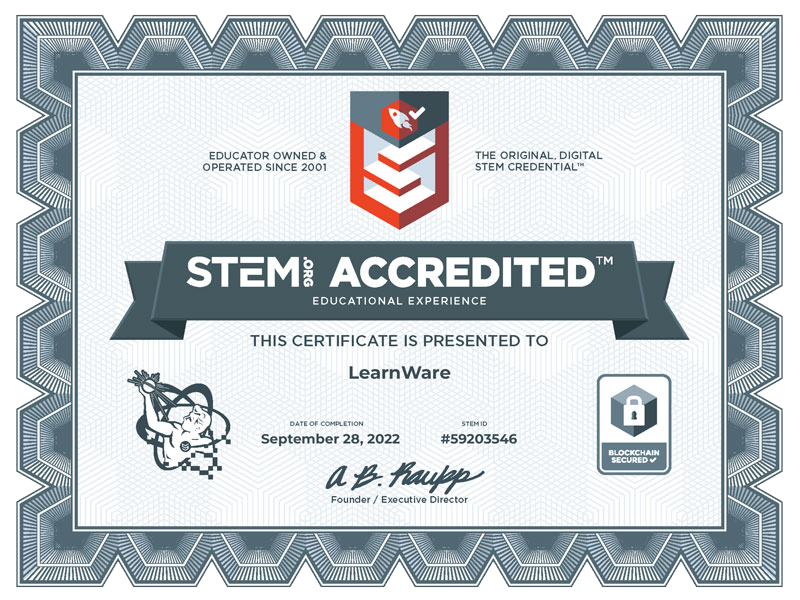 EDUCATOR OWNED &
OPERATED SINCE 2001
THE ORIGINAL, DIGITAL
STEM CREDENTIAL™
STEM.ORG ACCREDITED™
EDUCATIONAL EXPERIENCE
THIS CERTIFICATE IS PRESENTED TO
LearnWare
DATE OF COMPLETION
September 28, 2022
STEM ID
#59203546
A B. Raupp
Founder / Executive Director
BLOCKCHAIN
SECURED